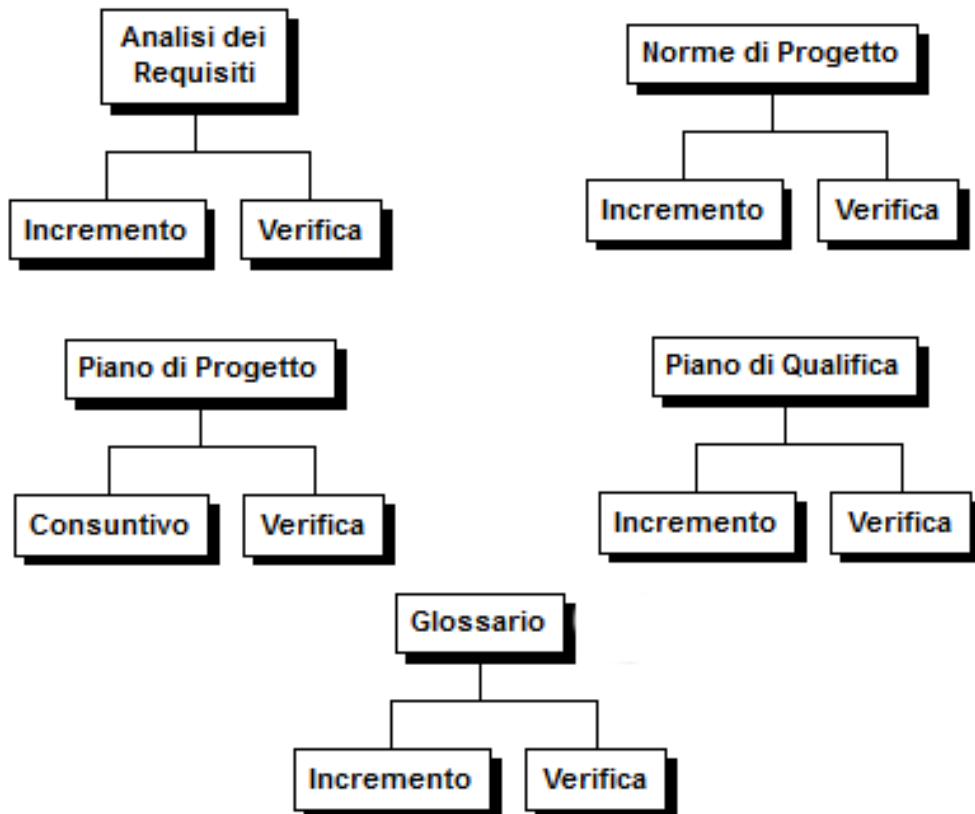 Analisi dei
Requisiti
Norme di Progetto
Incremento
Verifica
Incremento
Verifica
Piano di Progetto
Piano di Qualifica
Consuntivo
Verifica
Incremento
Verifica
Glossario
Incremento
Verifica